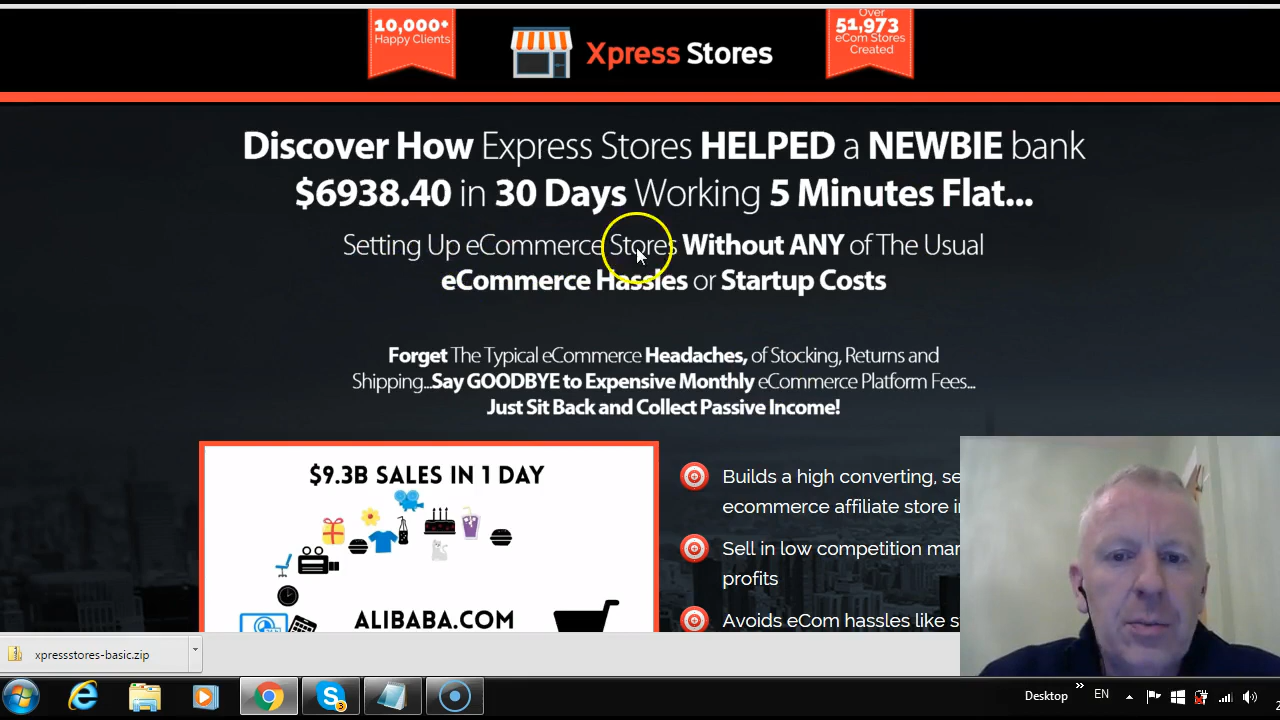 10,000+
Happy Clients
Xpress Stores
Over
51,973
eCom Stores
Created
Discover How Express Stores HELPED a NEWBIE bank
$6938.40 in 30 Days Working 5 Minutes Flat...
Setting Up eCommerce Stores Without ANY of The Usual
eCommerce Hassles or Startup Costs
Forget The Typical eCommerce Headaches, of Stocking, Returns and
Shipping...Say GOODBYE to Expensive Monthly eCommerce Platform Fees...
Just Sit Back and Collect Passive Income!
$9.3B SALES IN 1 DAY
ALIBABA.COM
Builds a high converting, se
ecommerce affiliate store i
Sell in low competition mar
profits
Avoids eCom hassles like s
xpressstores-basic.zip
3
Desktop
EN